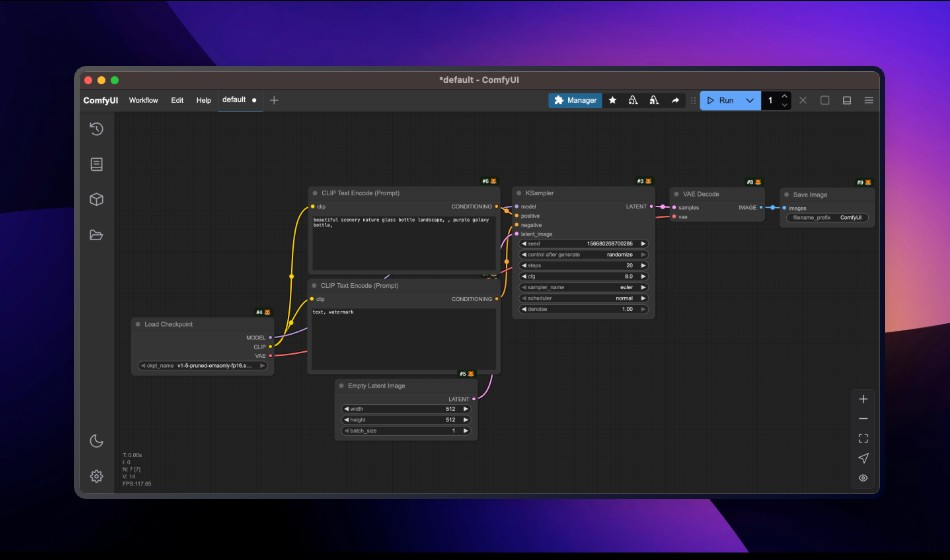 *default - ComfyUI
ComfyUI Workflow Edit Help default
Manager Run 1
#6
CLIP Text Encode (Prompt)
clip CONDITIONING
beautiful scenery nature glass bottle landscape, , purple galaxy
bottle,
CLIP Text Encode (Prompt)
clip CONDITIONING
text, watermark
#4
Load Checkpoint
MODEL
CLIP
VAE
ckpt_name v1-5-pruned-emaonly-fp16.s...
#5
Empty Latent Image
LATENT
width 512
height 512
batch_size 1
#3
KSampler
model LATENT
positive
negative
latent_image
seed 156680208700286
control after generate randomize
steps 20
cfg 8.0
sampler_name euler
scheduler normal
denoise 1.00
#8
VAE Decode
samples IMAGE
vae
#9
Save Image
images
filename_prefix ComfyUI
T: 0.00s
I: 0
N: 7 [7]
V: 14
FPS:117.65